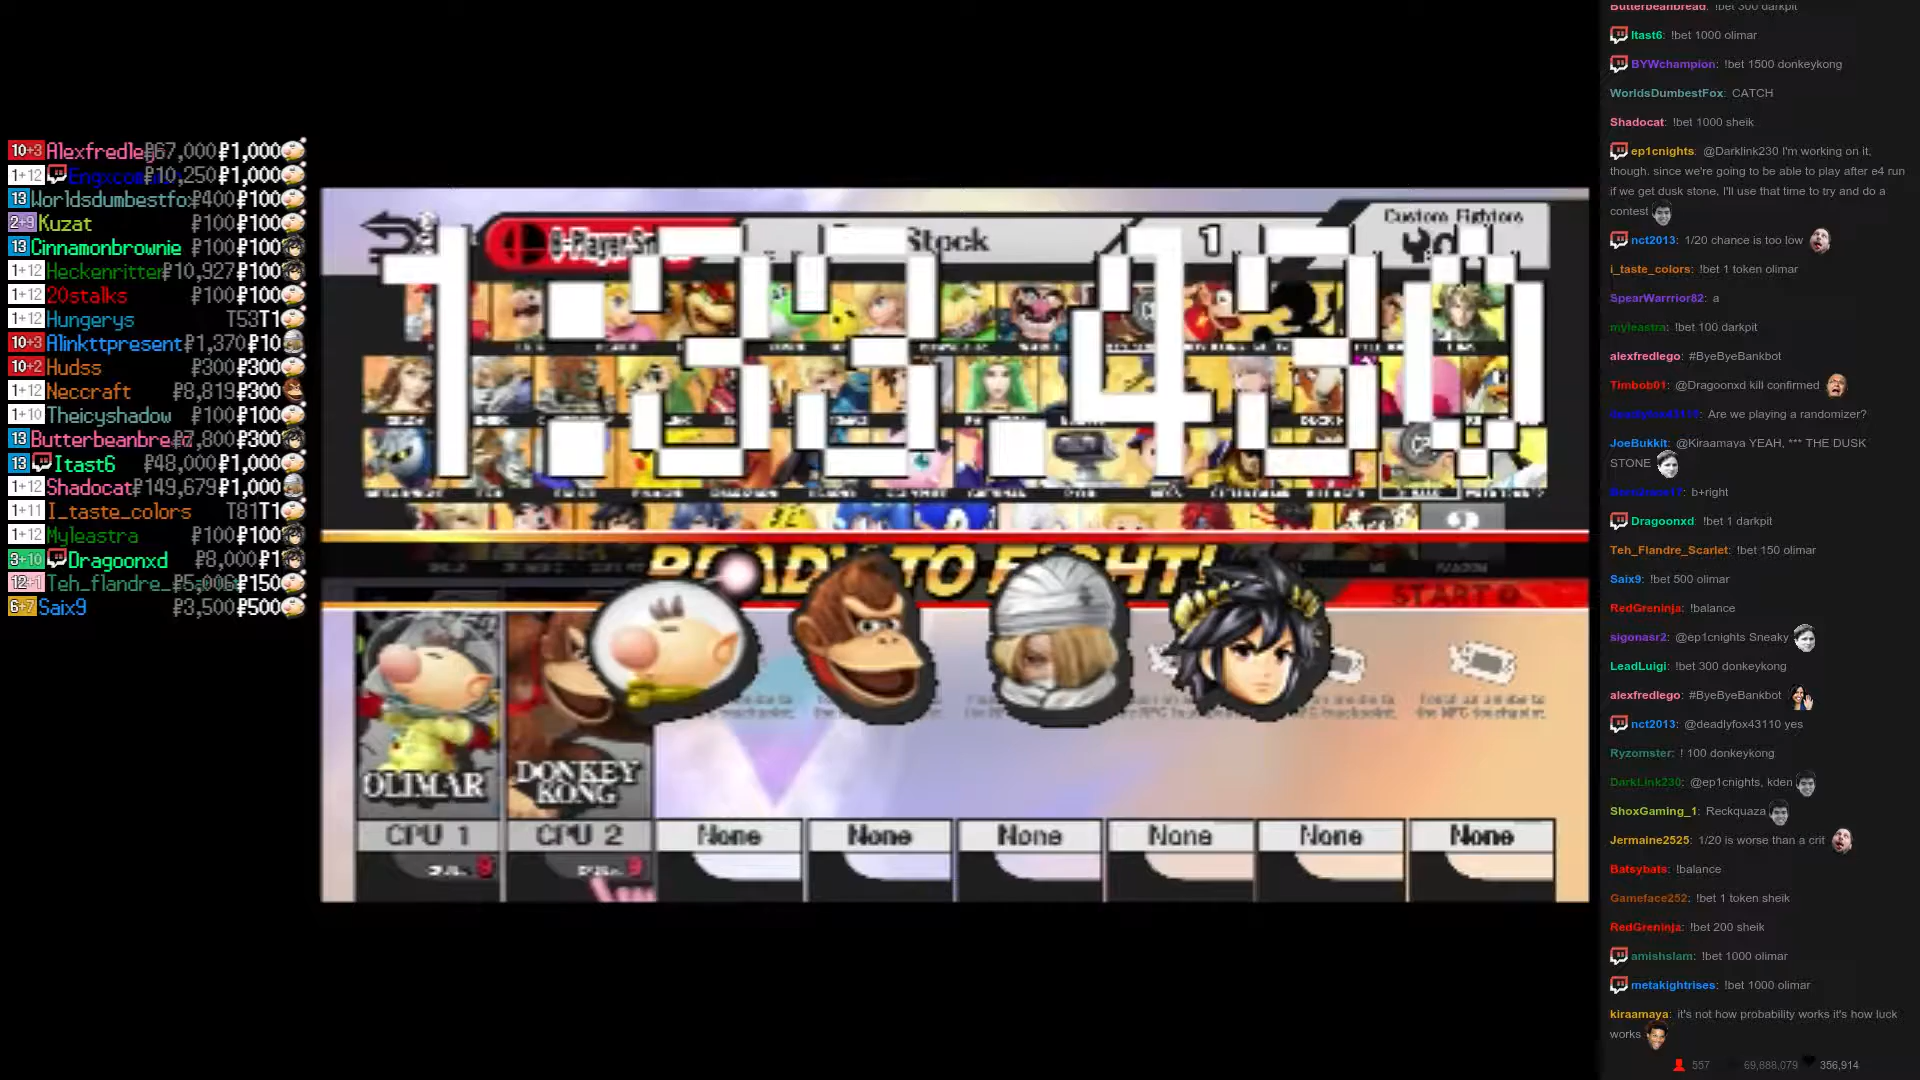 10+3 Alexfredleg ₽67,000 ₽1,000
1+12 ₽10,250 ₽1,000
13 Worldsdumbestfo ₽400 ₽100
2+9 Kuzat ₽100 ₽100
13 Cinnamonbrownie ₽100 ₽100
1+12 Heckenritter ₽10,927 ₽100
1+12 20stalks ₽100 ₽100
1+12 Hungerys T53 T1
10+3 Alinkttpresent ₽1,370 ₽10
10+2 Hudss ₽300 ₽300
1+12 Neccraft ₽8,819 ₽300
1+10 Theicyshadow ₽100 ₽100
13 Butterbeanbre ₽7,800 ₽300
13 Itast6 ₽48,000 ₽1,000
1+12 Shadocat ₽149,679 ₽1,000
1+11 I_taste_colors T81 T1
1+12 Myleastra ₽100 ₽100
3+10 Dragoonxd ₽8,000 ₽1
12+1 Teh_flandre_ ₽5,006 ₽150
6+7 Saix9 ₽3,500 ₽500
Stock
1
Custom Fighters
READY TO FIGHT!
START
OLIMAR
DONKEY KONG
CPU 1
CPU 2
None
None
None
None
None
None
Butterbeanbread: !bet 300 darkpit
Itast6: !bet 1000 olimar
BYWchampion: !bet 1500 donkeykong
WorldsDumbestFox: CATCH
Shadocat: !bet 1000 sheik
ep1cnights: @Darklink230 I'm working on it,
though. since we're going to be able to play after e4 run
if we get dusk stone, I'll use that time to try and do a
contest
nct2013: 1/20 chance is too low
i_taste_colors: !bet 1 token olimar
SpearWarrrior82: a
myleastra: !bet 100 darkpit
alexfredlego: #ByeByeBankbot
Timbob01: @Dragoonxd kill confirmed
Are we playing a randomizer?
JoeBukkit: @Kiraamaya YEAH, *** THE DUSK
STONE
b+right
Dragoonxd: !bet 1 darkpit
Teh_Flandre_Scarlet: !bet 150 olimar
Saix9: !bet 500 olimar
RedGreninja: !balance
sigonasr2: @ep1cnights Sneaky
LeadLuigi: !bet 300 donkeykong
alexfredlego: #ByeByeBankbot
nct2013: @deadlyfox43110 yes
Ryzomster: ! 100 donkeykong
DarkLink230: @ep1cnights, kden
ShoxGaming_1: Reckquaza
Jermaine2525: 1/20 is worse than a crit
Batsybats: !balance
Gameface252: !bet 1 token sheik
RedGreninja: !bet 200 sheik
amishslam: !bet 1000 olimar
metakightrises: !bet 1000 olimar
kiraamaya: it's not how probability works it's how luck
works
557 69,688,079 356,914